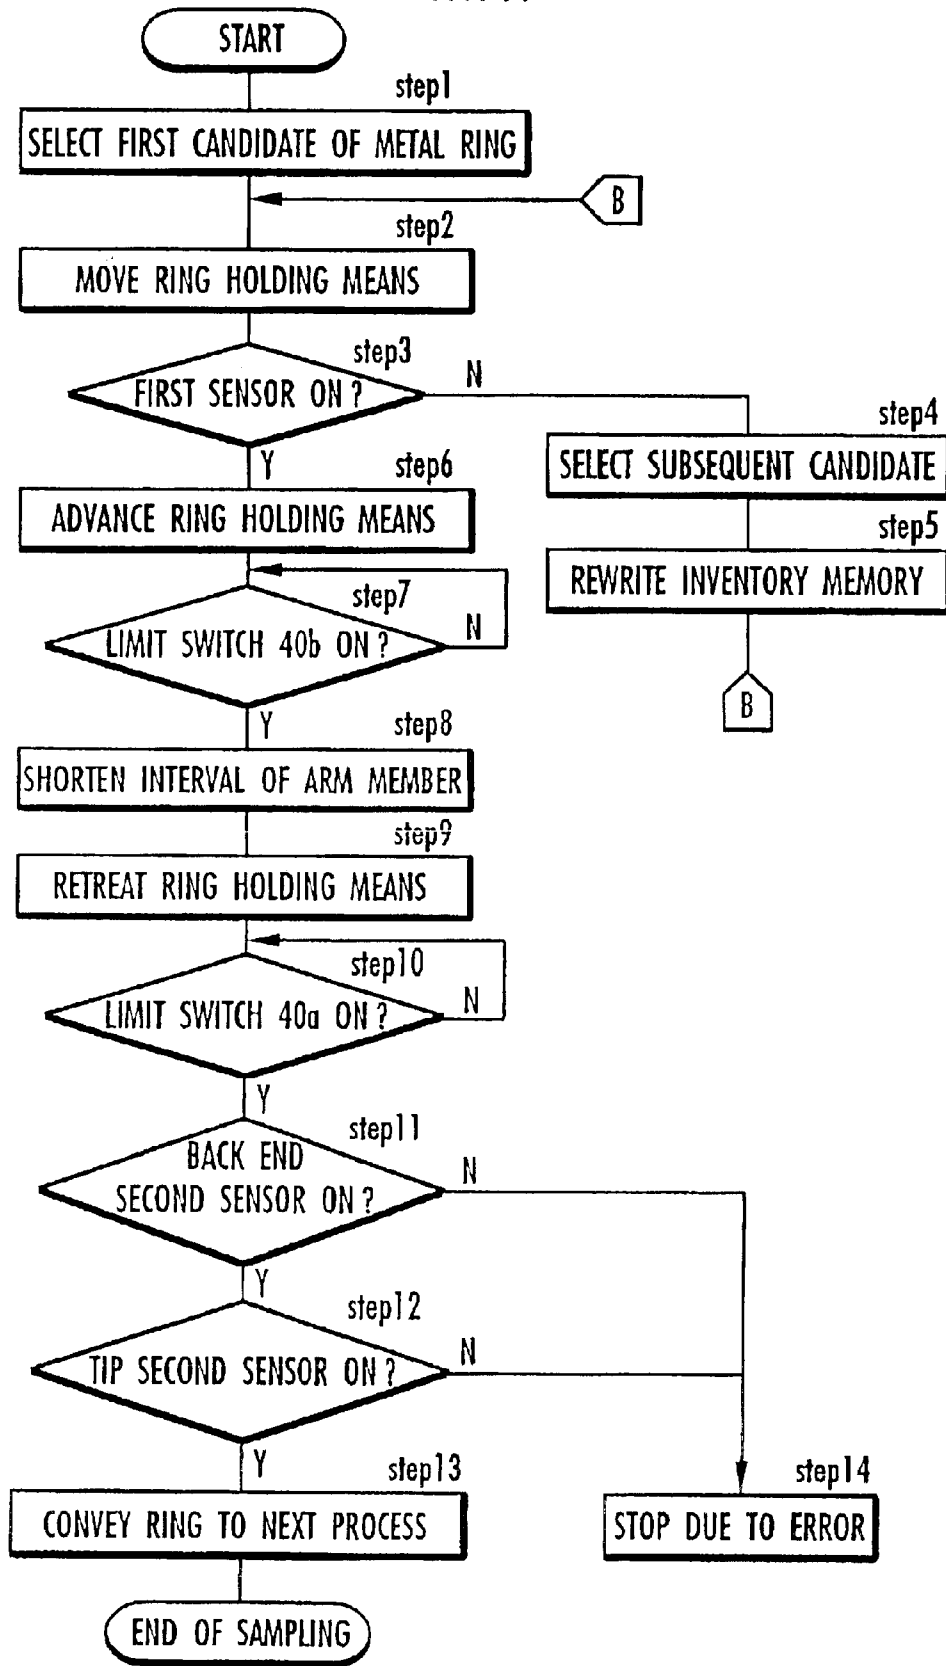 START
step1
SELECT FIRST CANDIDATE OF METAL RING
B
step2
MOVE RING HOLDING MEANS
step3
FIRST SENSOR ON ?
N
Y
step4
SELECT SUBSEQUENT CANDIDATE
step5
REWRITE INVENTORY MEMORY
B
step6
ADVANCE RING HOLDING MEANS
step7
LIMIT SWITCH 40b ON ?
N
Y
step8
SHORTEN INTERVAL OF ARM MEMBER
step9
RETREAT RING HOLDING MEANS
step10
LIMIT SWITCH 40a ON ?
N
Y
step11
BACK END
SECOND SENSOR ON ?
N
Y
step12
TIP SECOND SENSOR ON ?
N
Y
step13
CONVEY RING TO NEXT PROCESS
step14
STOP DUE TO ERROR
END OF SAMPLING